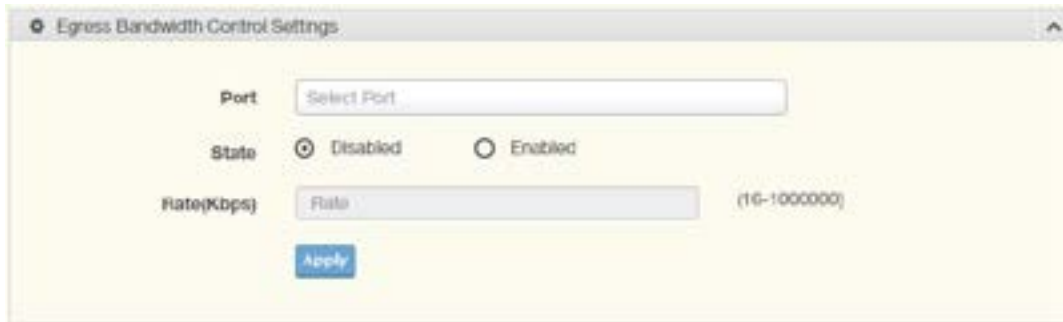 Egress Bandwidth Control Settings
Port Select Port
State Disabled Enabled
Rate(Kbps) Rate (16-1000000)
Apply